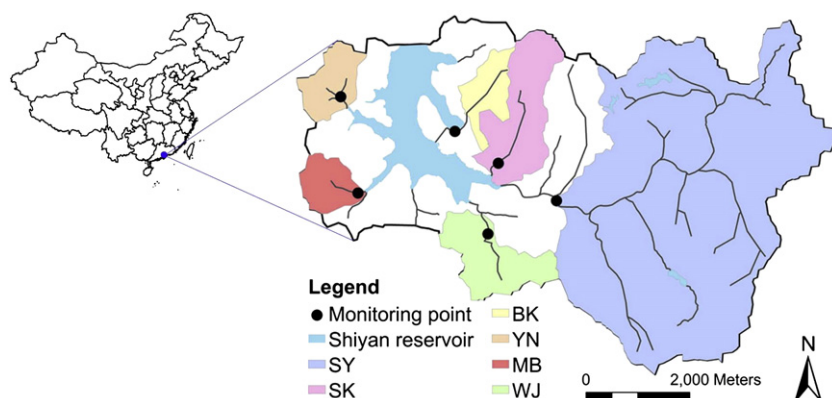 Legend
Monitoring point
Shiyan reservoir
SY
SK
BK
YN
MB
WJ
N
0 2,000 Meters